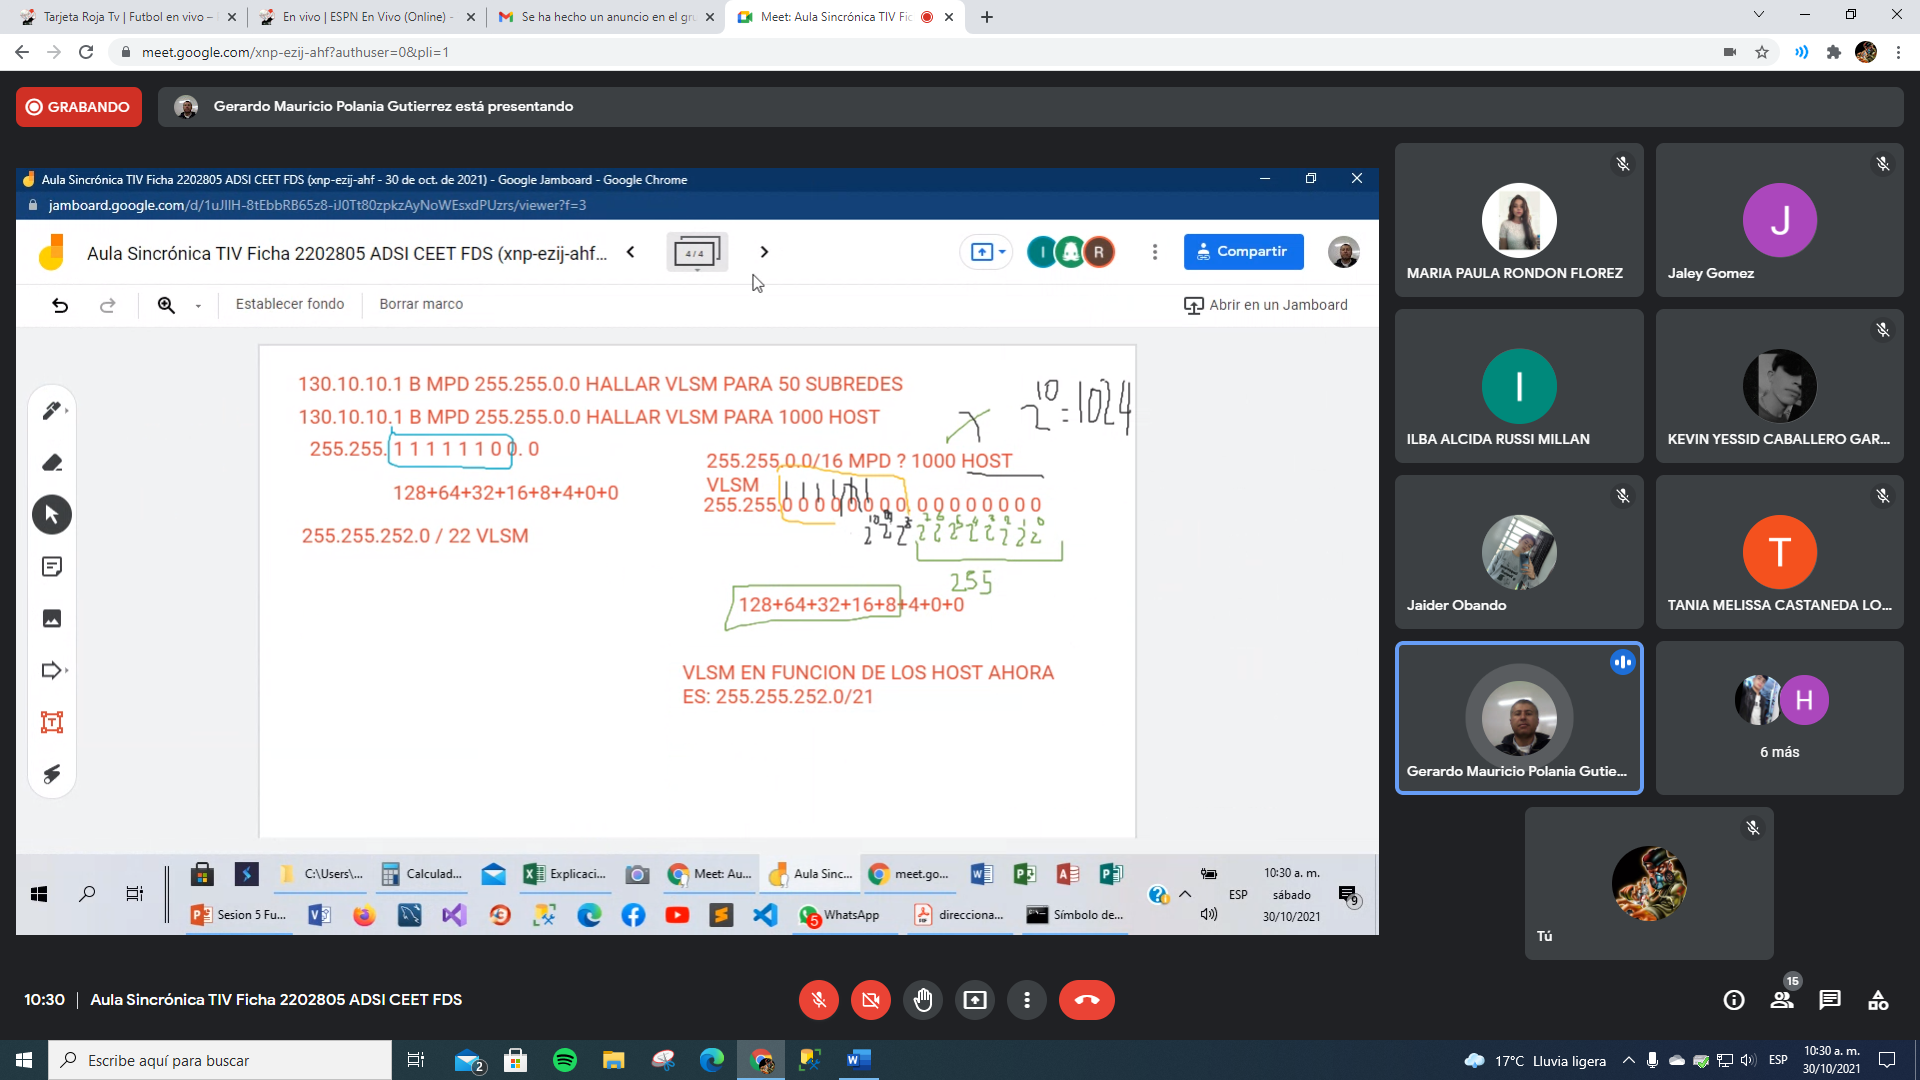 Tarjeta Roja Tv | Futbol en vivo –
En vivo | ESPN En Vivo (Online) -
Se ha hecho un anuncio en el gru
Meet: Aula Sincrónica TIV Fic
meet.google.com/xnp-ezij-ahf?authuser=0&pli=1
GRABANDO
Gerardo Mauricio Polania Gutierrez está presentando
Aula Sincrónica TIV Ficha 2202805 ADSI CEET FDS (xnp-ezij-ahf - 30 de oct. de 2021) - Google Jamboard - Google Chrome
jamboard.google.com/d/1uJIIH-8tEbbRB65z8-iJ0Tt80zpkzAyNoWEsxdPUzrs/viewer?f=3
Aula Sincrónica TIV Ficha 2202805 ADSI CEET FDS (xnp-ezij-ahf...
4 / 4
I
R
Compartir
Establecer fondo
Borrar marco
Abrir en un Jamboard
130.10.10.1 B MPD 255.255.0.0 HALLAR VLSM PARA 50 SUBREDES
130.10.10.1 B MPD 255.255.0.0 HALLAR VLSM PARA 1000 HOST
255.255.1 1 1 1 1 1 0 0. 0
128+64+32+16+8+4+0+0
255.255.252.0 / 22 VLSM
2^10 = 1024
255.255.0.0/16 MPD ? 1000 HOST
VLSM
255.255.0 0 0 0 0 0 0 0 0 0 0 0 0 0 0 0
255
128+64+32+16+8+4+0+0
VLSM EN FUNCION DE LOS HOST AHORA
ES: 255.255.252.0/21
MARIA PAULA RONDON FLOREZ
J
Jaley Gomez
I
ILBA ALCIDA RUSSI MILLAN
KEVIN YESSID CABALLERO GAR...
Jaider Obando
T
TANIA MELISSA CASTANEDA LO...
Gerardo Mauricio Polania Gutie...
H
6 más
Tú
C:\Users\...
Calculad...
Explicaci...
Meet: Au...
Aula Sinc...
meet.go...
Sesion 5 Fu...
5
WhatsApp
direcciona...
Símbolo de...
ESP
10:30 a. m.
sábado
30/10/2021
9
10:30
Aula Sincrónica TIV Ficha 2202805 ADSI CEET FDS
15
Escribe aquí para buscar
2
17°C Lluvia ligera
ESP
10:30 a. m.
30/10/2021